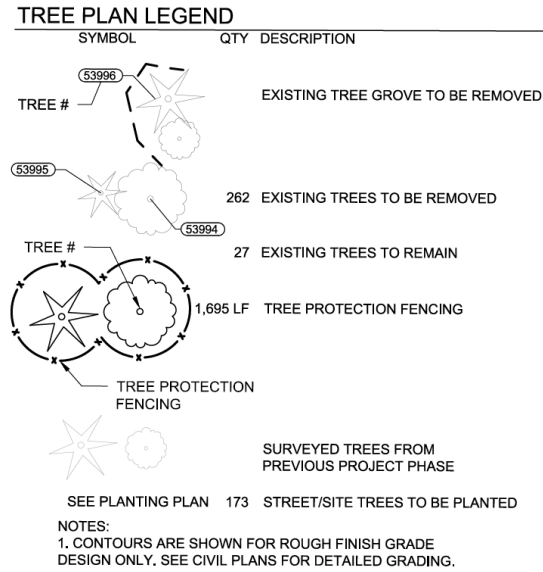 TREE PLAN LEGEND
SYMBOL QTY DESCRIPTION
53996
TREE # EXISTING TREE GROVE TO BE REMOVED
53995
262 EXISTING TREES TO BE REMOVED
53994
TREE # 27 EXISTING TREES TO REMAIN
1,695 LF TREE PROTECTION FENCING
TREE PROTECTION
FENCING
SURVEYED TREES FROM
PREVIOUS PROJECT PHASE
SEE PLANTING PLAN 173 STREET/SITE TREES TO BE PLANTED
NOTES:
1. CONTOURS ARE SHOWN FOR ROUGH FINISH GRADE
DESIGN ONLY. SEE CIVIL PLANS FOR DETAILED GRADING.